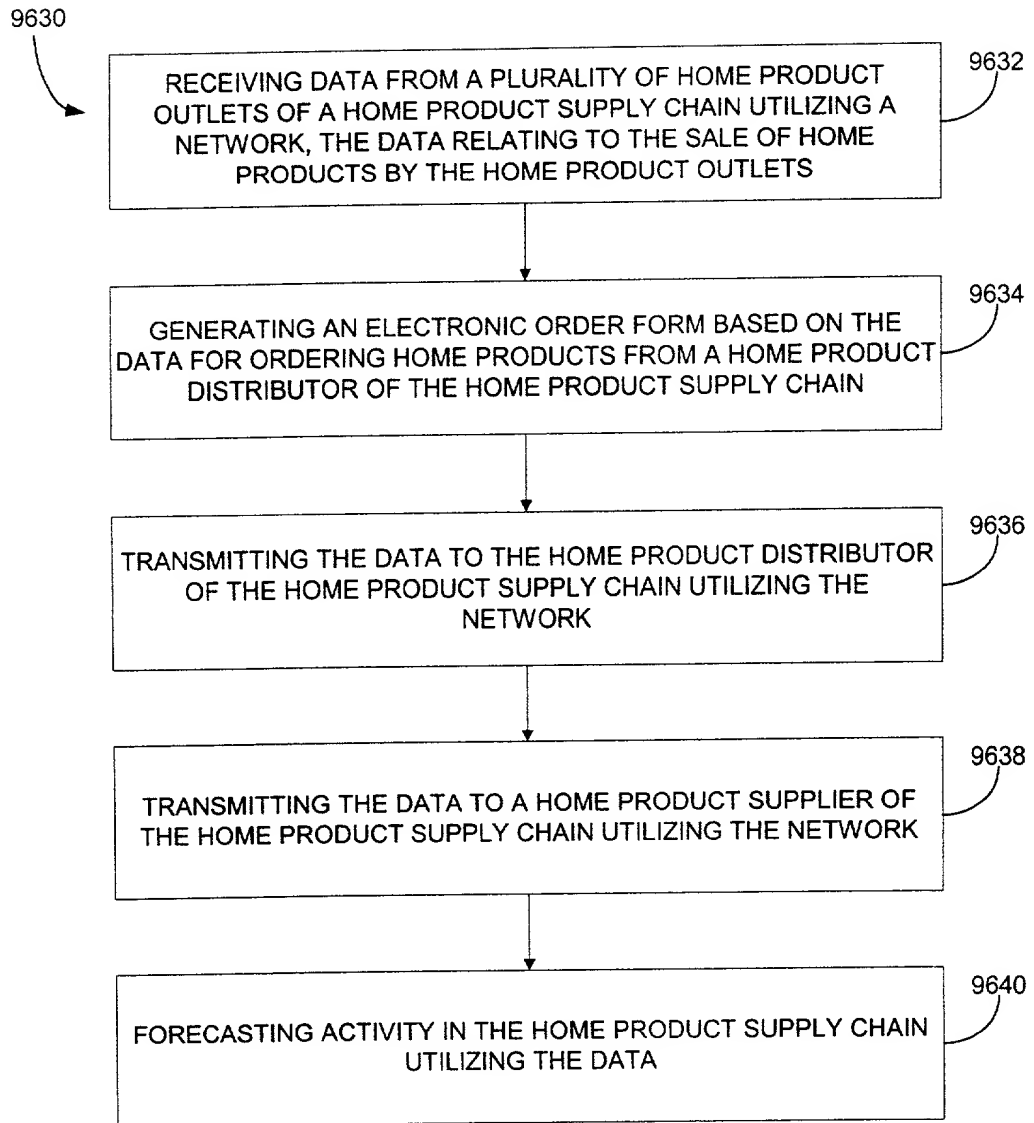 9630
RECEIVING DATA FROM A PLURALITY OF HOME PRODUCT
OUTLETS OF A HOME PRODUCT SUPPLY CHAIN UTILIZING A
NETWORK, THE DATA RELATING TO THE SALE OF HOME
PRODUCTS BY THE HOME PRODUCT OUTLETS
9632
GENERATING AN ELECTRONIC ORDER FORM BASED ON THE
DATA FOR ORDERING HOME PRODUCTS FROM A HOME PRODUCT
DISTRIBUTOR OF THE HOME PRODUCT SUPPLY CHAIN
9634
TRANSMITTING THE DATA TO THE HOME PRODUCT DISTRIBUTOR
OF THE HOME PRODUCT SUPPLY CHAIN UTILIZING THE
NETWORK
9636
TRANSMITTING THE DATA TO A HOME PRODUCT SUPPLIER OF
THE HOME PRODUCT SUPPLY CHAIN UTILIZING THE NETWORK
9638
FORECASTING ACTIVITY IN THE HOME PRODUCT SUPPLY CHAIN
UTILIZING THE DATA
9640